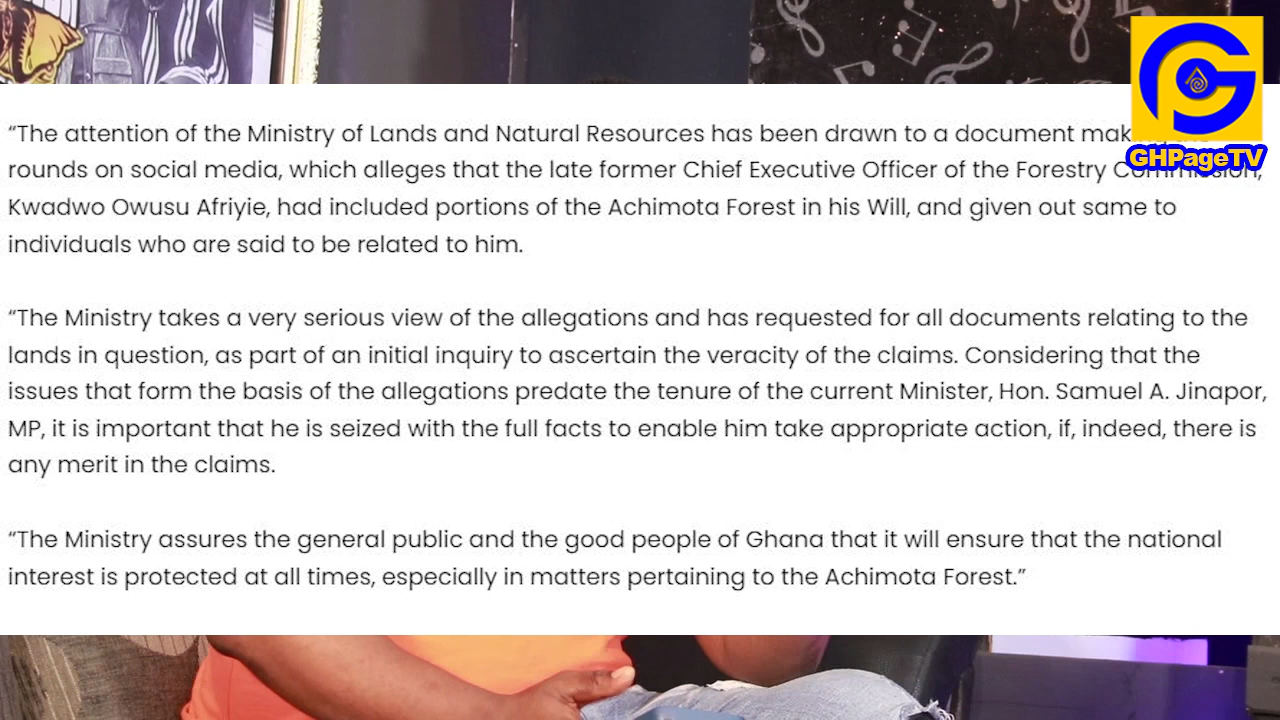 “The attention of the Ministry of Lands and Natural Resources has been drawn to a document making the
rounds on social media, which alleges that the late former Chief Executive Officer of the Forestry Commission,
Kwadwo Owusu Afriyie, had included portions of the Achimota Forest in his Will, and given out same to
individuals who are said to be related to him.
“The Ministry takes a very serious view of the allegations and has requested for all documents relating to the
lands in question, as part of an initial inquiry to ascertain the veracity of the claims. Considering that the
issues that form the basis of the allegations predate the tenure of the current Minister, Hon. Samuel A. Jinapor,
MP, it is important that he is seized with the full facts to enable him take appropriate action, if, indeed, there is
any merit in the claims.
“The Ministry assures the general public and the good people of Ghana that it will ensure that the national
interest is protected at all times, especially in matters pertaining to the Achimota Forest.”
GHPageTV